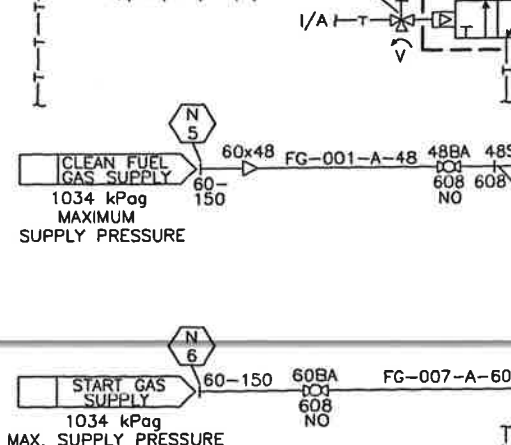 I/A T
T
V
N
5
CLEAN FUEL
GAS SUPPLY
60-
150
60x48
FG-001-A-48
48BA
608
NO
48S
608
1034 kPag
MAXIMUM
SUPPLY PRESSURE
N
6
START GAS
SUPPLY
60-150
60BA
608
NO
FG-007-A-60
1034 kPag
MAX. SUPPLY PRESSURE